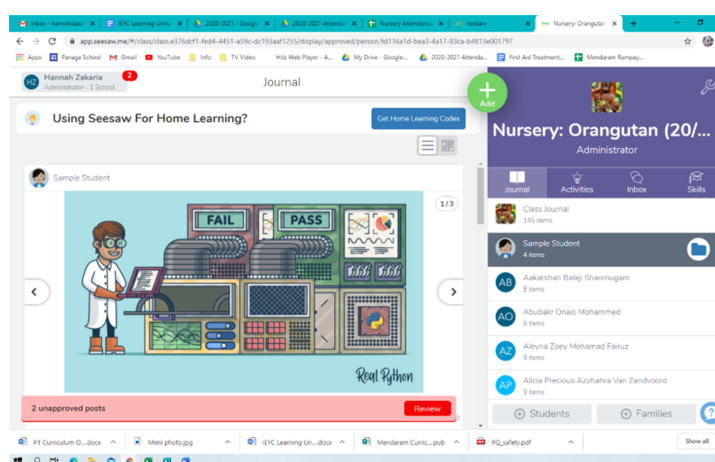 Inbox - hannahzaka
IEYC Learning Units
2020-2021 - Google
2020-2021 Attendan
Nursery Attendance
Seesaw
Nursery: Orangutan
app.seesaw.me/#/class/class.e376dcf1-fed4-4451-a59c-dc193aaf1255/display/approved/person.9d116a1d-bea3-4a17-83ca-b4813e001797
Apps
Panaga School
Gmail
YouTube
Info
TV Video
Hitz Web Player - A...
My Drive - Google...
2020-2021 Attenda...
First Aid Treatment...
Mendaram Rampay...
HZ
Hannah Zakaria
2
Administrator - 1 School
Journal
Add
Using Seesaw For Home Learning?
Get Home Learning Codes
Sample Student
1/3
FAIL
PASS
Real Python
2 unapproved posts
Review
Nursery: Orangutan (20/...
Administrator
Journal
Activities
Inbox
Skills
Class Journal
145 items
Sample Student
4 items
AB
Aakarshan Balaji Shanmugam
8 items
AO
Abubakr Onais Mohammed
8 items
AZ
Aleyna Zoey Mohamad Fairuz
9 items
AP
Alicia Precious Azzhahra Van Zandvoord
9 items
Students
Families
?
P1 Curriculum O....docx
Mimi photo.jpg
IEYC Learning Un...docx
Mendaram Curric...pub
PQ_safety.pdf
Show all